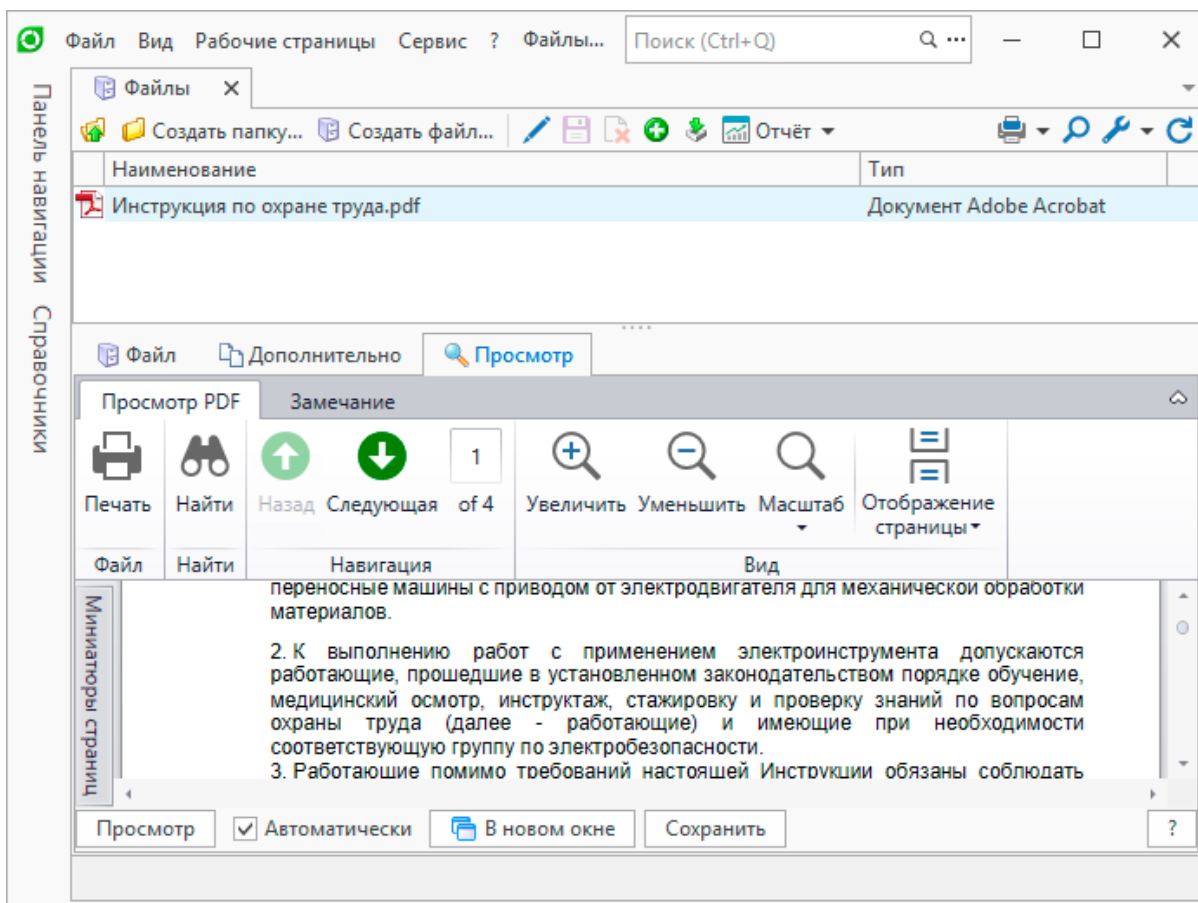 Файл Вид Рабочие страницы Сервис ? Файлы... Поиск (Ctrl+Q)
Файлы
Создать папку... Создать файл... Отчёт
Наименование Тип
Инструкция по охране труда.pdf Документ Adobe Acrobat
Панель навигации
Справочники
Файл Дополнительно Просмотр
Просмотр PDF Замечание
1
Печать Найти Назад Следующая of 4 Увеличить Уменьшить Масштаб Отображение
страницы
Файл Найти Навигация Вид
Миниатюры страниц
переносные машины с приводом от электродвигателя для механической обработки
материалов.
2. К выполнению работ с применением электроинструмента допускаются
работающие, прошедшие в установленном законодательством порядке обучение,
медицинский осмотр, инструктаж, стажировку и проверку знаний по вопросам
охраны труда (далее - работающие) и имеющие при необходимости
соответствующую группу по электробезопасности.
3. Работающие помимо требований настоящей Инструкции обязаны соблюдать
Просмотр Автоматически В новом окне Сохранить ?